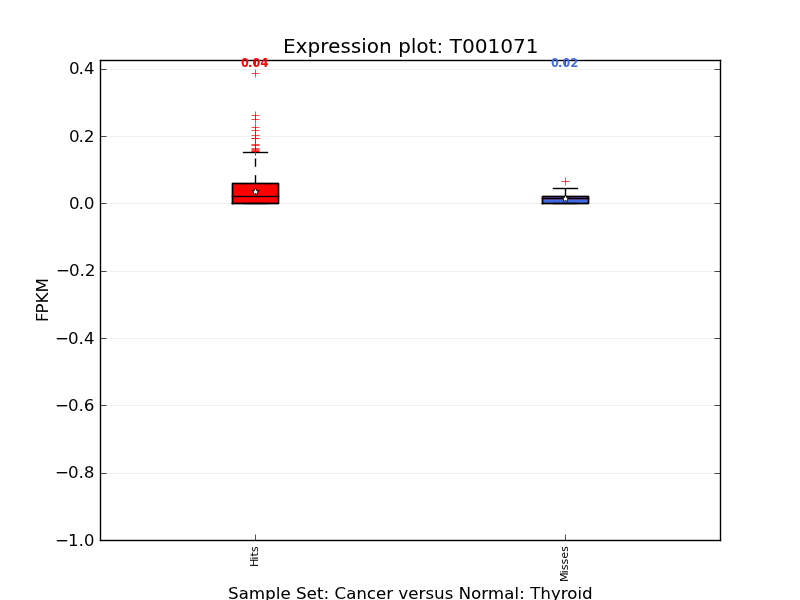 Expression plot: T001071
0.04
0.02
0.4
0.2
0.0
−0.2
−0.4
−0.6
−0.8
−1.0
FPKM
Hits
Misses
Sample Set: Cancer versus Normal: Thyroid